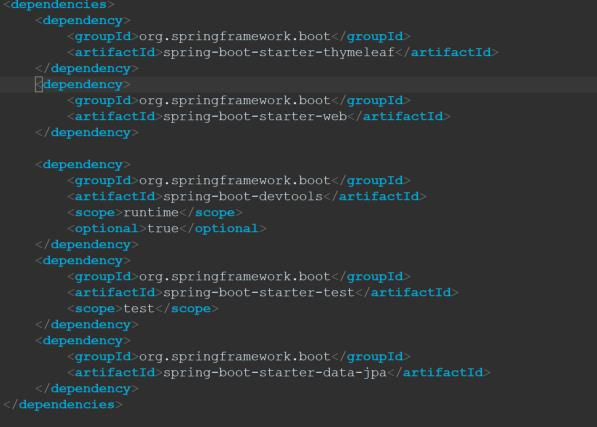 <dependencies>
<dependency>
<groupId>org.springframework.boot</groupId>
<artifactId>spring-boot-starter-thymeleaf</artifactId>
</dependency>
<dependency>
<groupId>org.springframework.boot</groupId>
<artifactId>spring-boot-starter-web</artifactId>
</dependency>
<dependency>
<groupId>org.springframework.boot</groupId>
<artifactId>spring-boot-devtools</artifactId>
<scope>runtime</scope>
<optional>true</optional>
</dependency>
<dependency>
<groupId>org.springframework.boot</groupId>
<artifactId>spring-boot-starter-test</artifactId>
<scope>test</scope>
</dependency>
<dependency>
<groupId>org.springframework.boot</groupId>
<artifactId>spring-boot-starter-data-jpa</artifactId>
</dependency>
</dependencies>